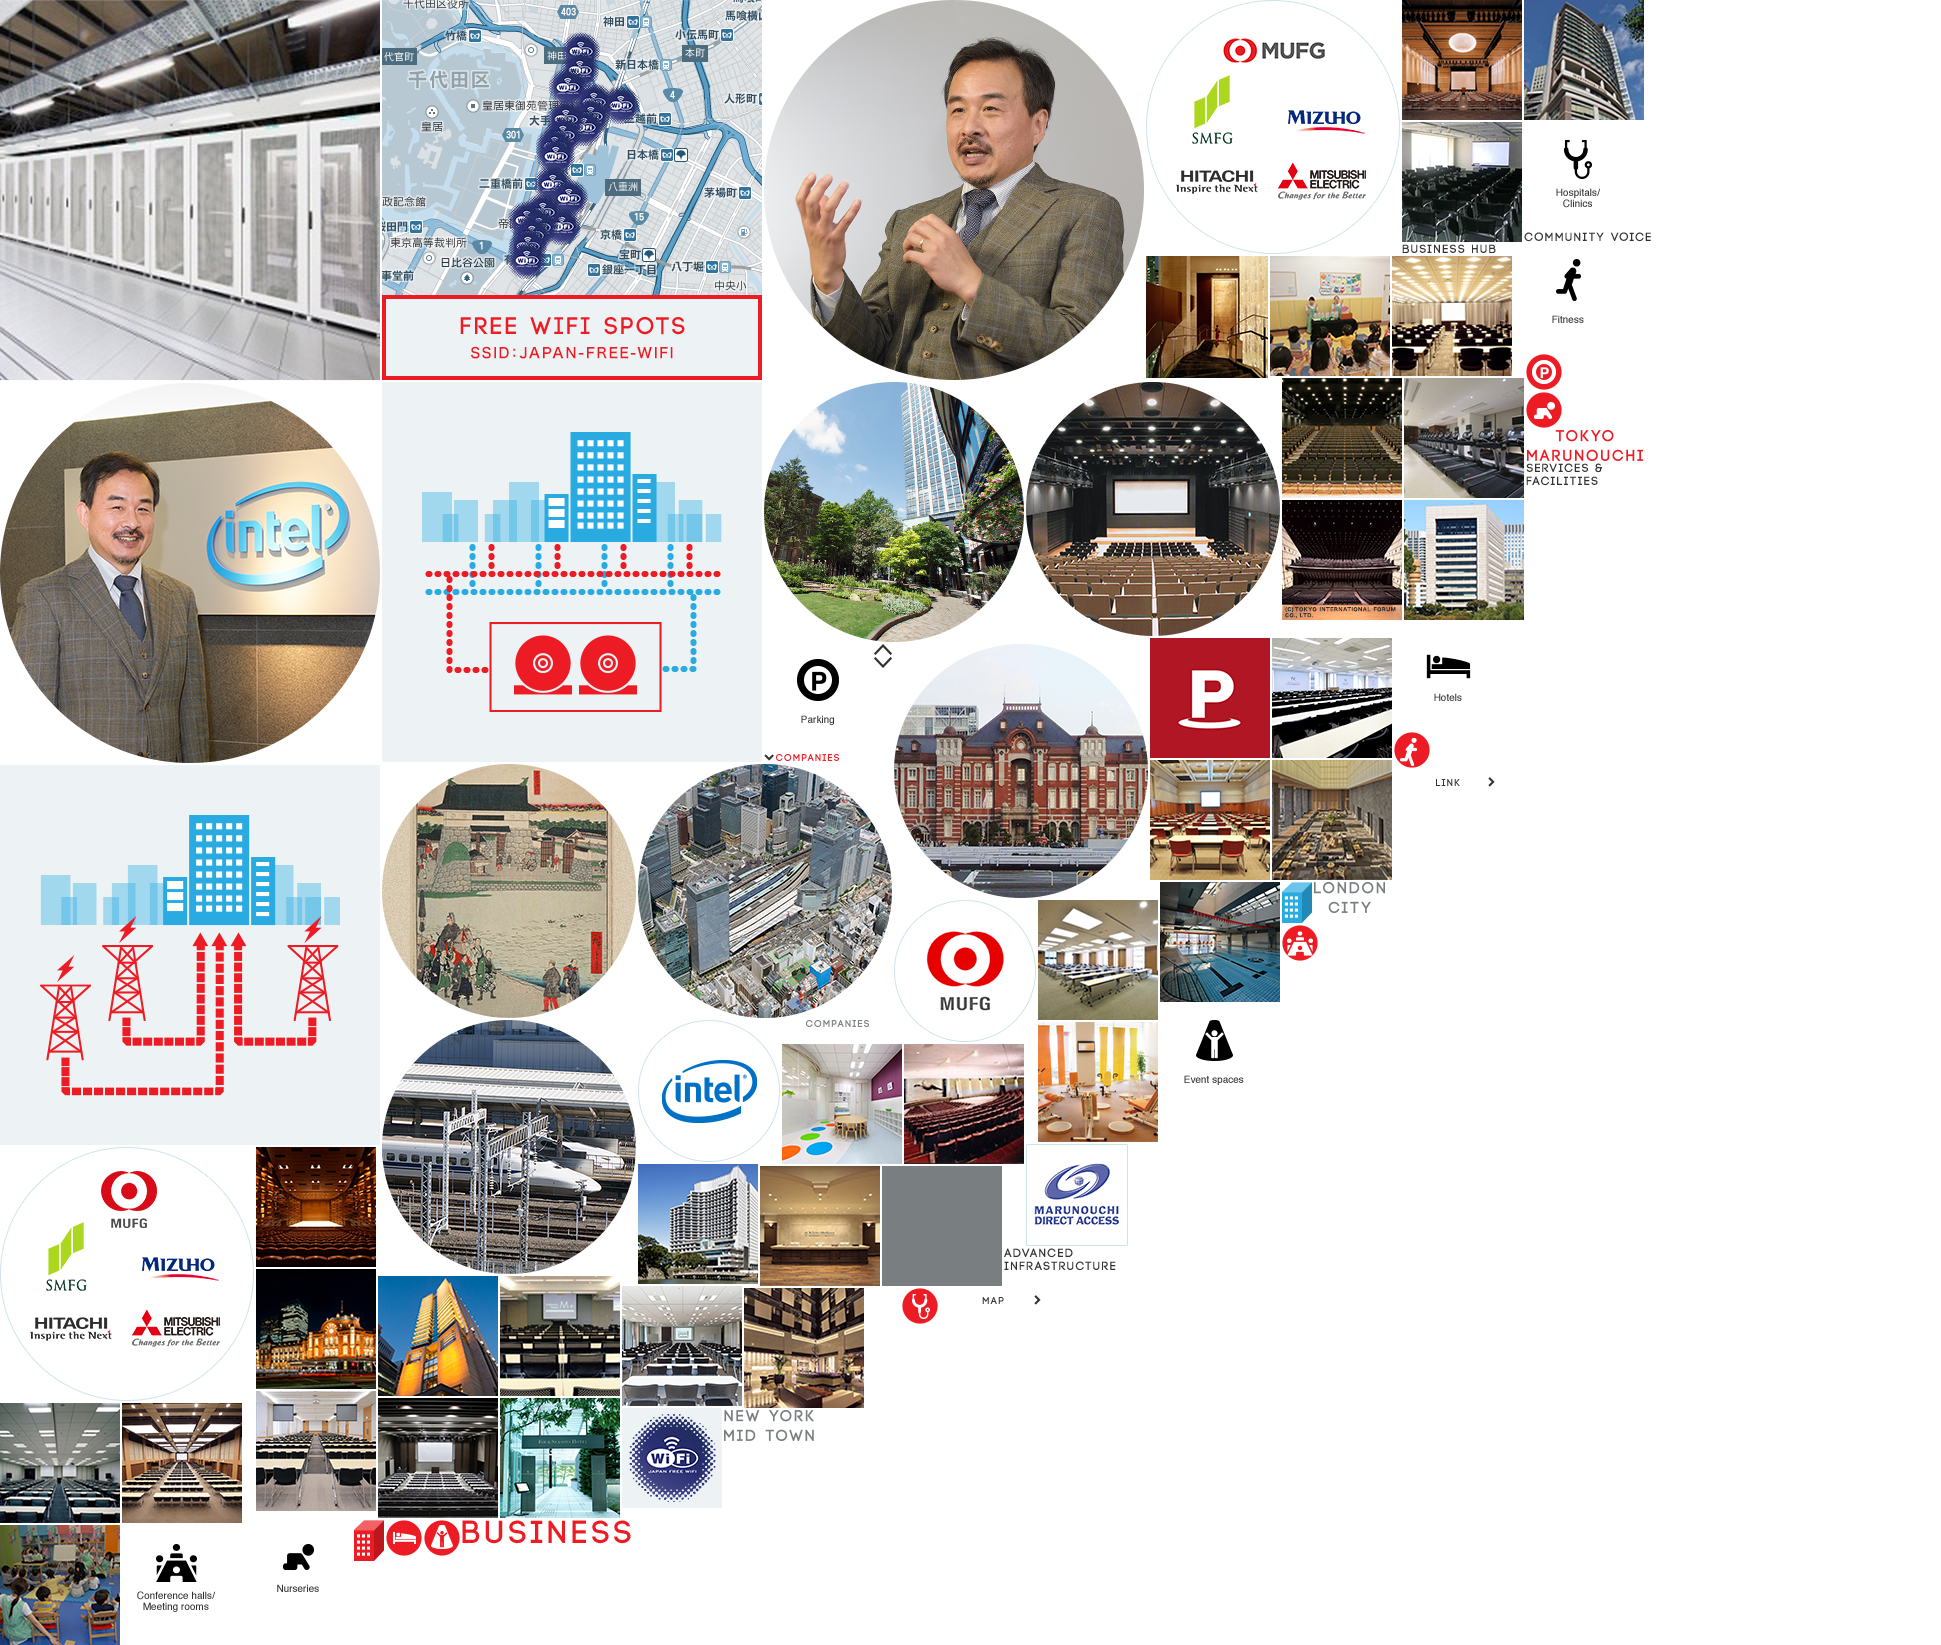 千代田区役所
403
神田
馬喰横山
竹橋
小伝馬町
代官町
神田
本町
新日本橋
千代田区
4
人形町
皇居東御苑管理
皇居
大手
越前
301
日本橋
二重橋前
八重洲
茅場町
政記念館
15
桜田門
京橋
東京高等裁判所
1
宝町
日比谷公園
銀座一丁目
八丁堀
事堂前
中央小
WiFi
FREE WIFI SPOTS
SSID:JAPAN-FREE-WIFI
MUFG
SMFG
MIZUHO
HITACHI
Inspire the Next
MITSUBISHI
ELECTRIC
Changes for the Better
Hospitals/
Clinics
COMMUNITY VOICE
BUSINESS HUB
Fitness
P
TOKYO
MARUNOUCHI
SERVICES &
FACILITIES
intel
(C)TOKYO INTERNATIONAL FORUM
CO., LTD.
P
Parking
COMPANIES
P
Hotels
LINK
LONDON
CITY
MUFG
COMPANIES
intel
Event spaces
MARUNOUCHI
DIRECT ACCESS
ADVANCED
INFRASTRUCTURE
MAP
MUFG
SMFG
MIZUHO
HITACHI
Inspire the Next
MITSUBISHI
ELECTRIC
Changes for the Better
WiFi
JAPAN FREE WIFI
NEW YORK
MID TOWN
BUSINESS
Conference halls/
Meeting rooms
Nurseries